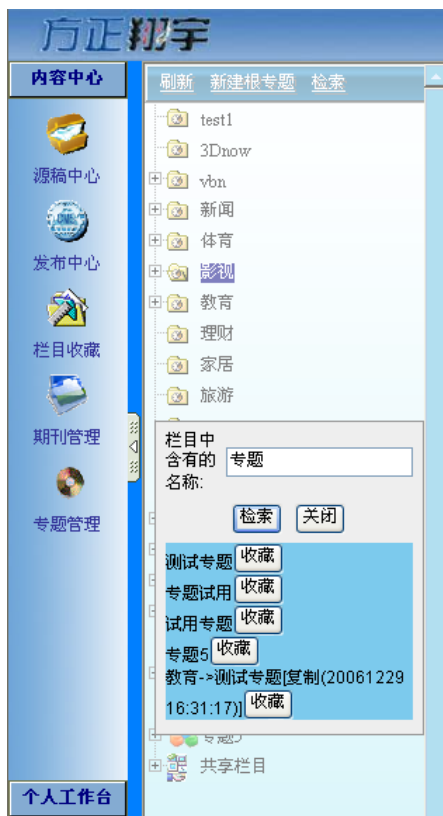 方正翔宇
内容中心
刷新 新建根专题 检索
test1
3Dnow
vbn
新闻
体育
影视
教育
理财
家居
旅游
源稿中心
发布中心
栏目收藏
期刊管理
专题管理
栏目中
含有的
名称:
专题
检索 关闭
测试专题 收藏
专题试用 收藏
试用专题 收藏
专题5 收藏
教育->测试专题[复制(20061229
16:31:17)] 收藏
专题5
共享栏目
个人工作台